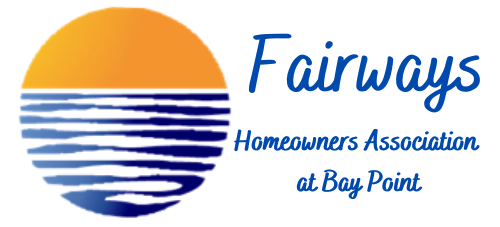 Fairways
Homeowners Association
at Bay Point